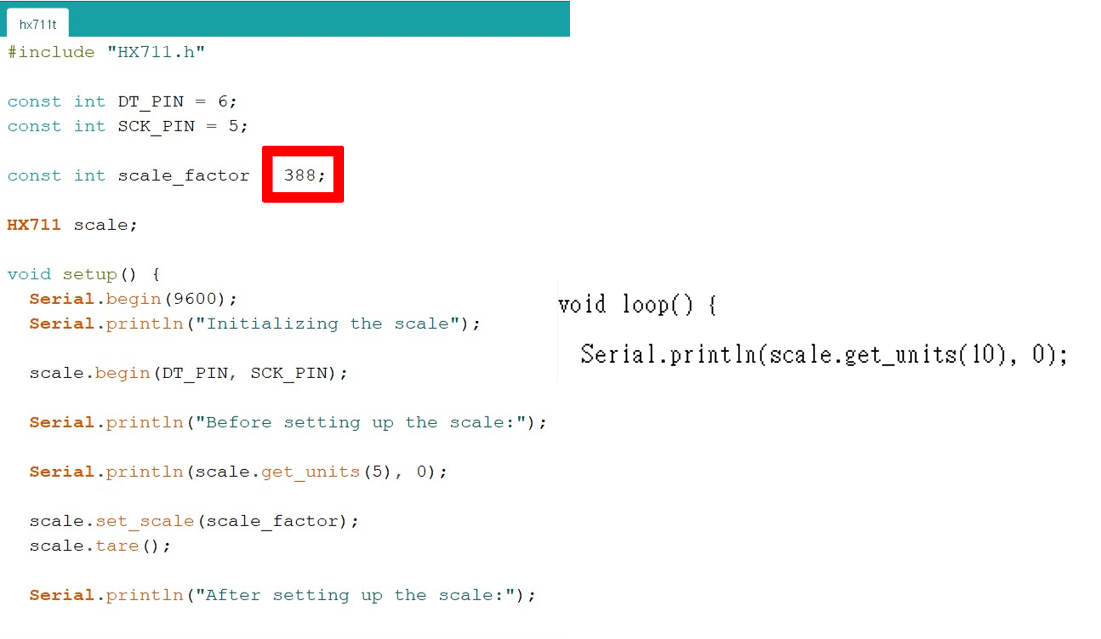 hx711t
#include "HX711.h"
const int DT_PIN = 6;
const int SCK_PIN = 5;
const int scale_factor 388;
HX711 scale;
void setup() {
Serial.begin(9600);
Serial.println("Initializing the scale");
scale.begin(DT_PIN, SCK_PIN);
Serial.println("Before setting up the scale:");
Serial.println(scale.get_units(5), 0);
scale.set_scale(scale_factor);
scale.tare();
Serial.println("After setting up the scale:");
void loop() {
Serial.println(scale.get_units(10), 0);